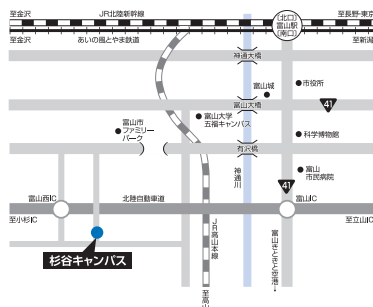 至金沢
JR北陸新幹線
(北口)
富山駅
(南口)
至長野・東京
至金沢
あいの風とやま鉄道
至新潟
神通大橋
富山城
市役所
富山大橋
41
富山市
ファミリー
パーク
富山大学
五福キャンパス
科学博物館
有沢橋
神通川
富山
市民病院
41
富山西IC
北陸自動車道
富山IC
至小杉IC
至立山IC
杉谷キャンパス
JR高山本線
至高山
富山きときと空港→